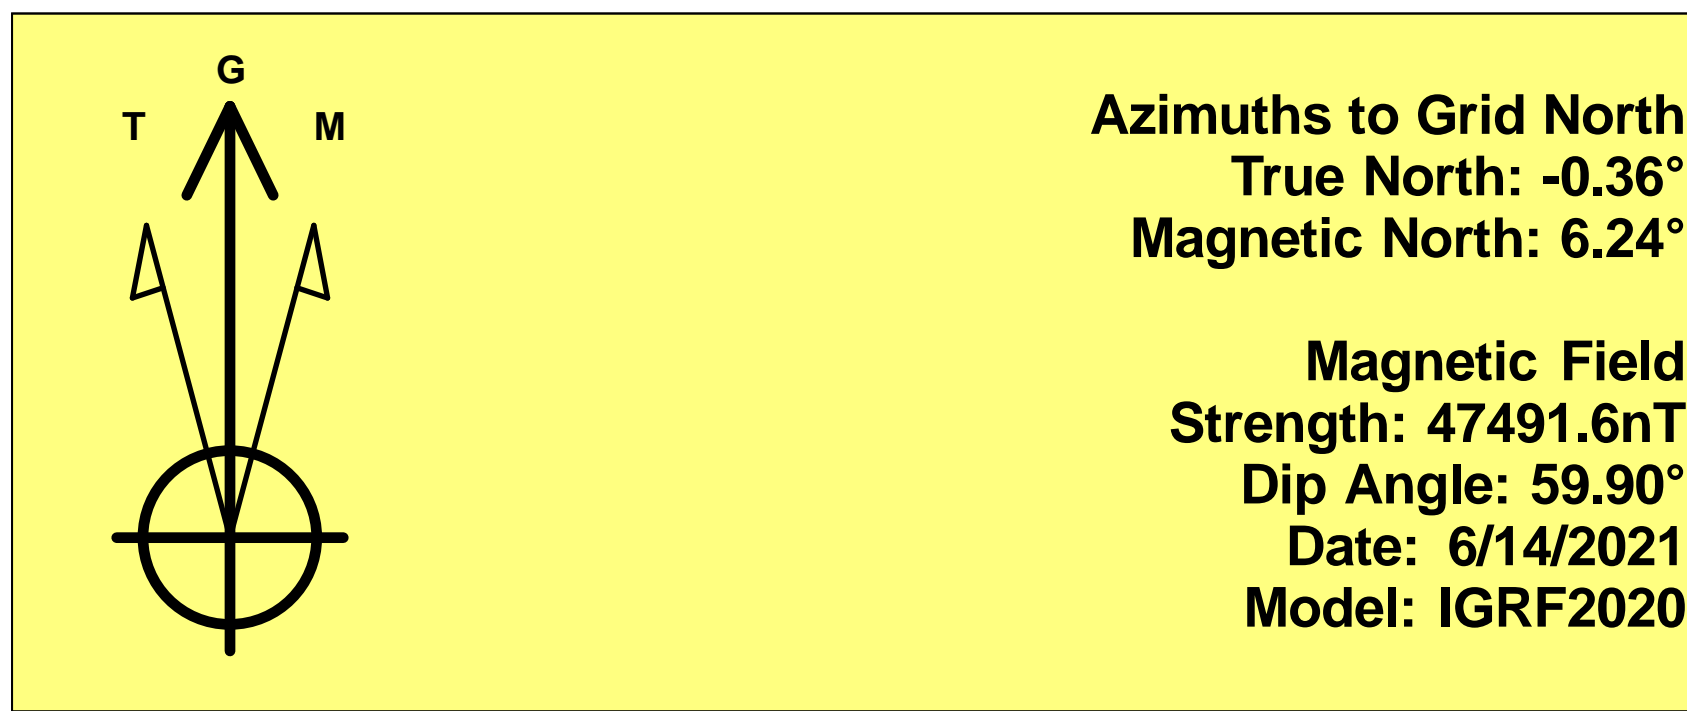 G
T M
Azimuths to Grid North
True North: -0.36°
Magnetic North: 6.24°
Magnetic Field
Strength: 47491.6nT
Dip Angle: 59.90°
Date: 6/14/2021
Model: IGRF2020